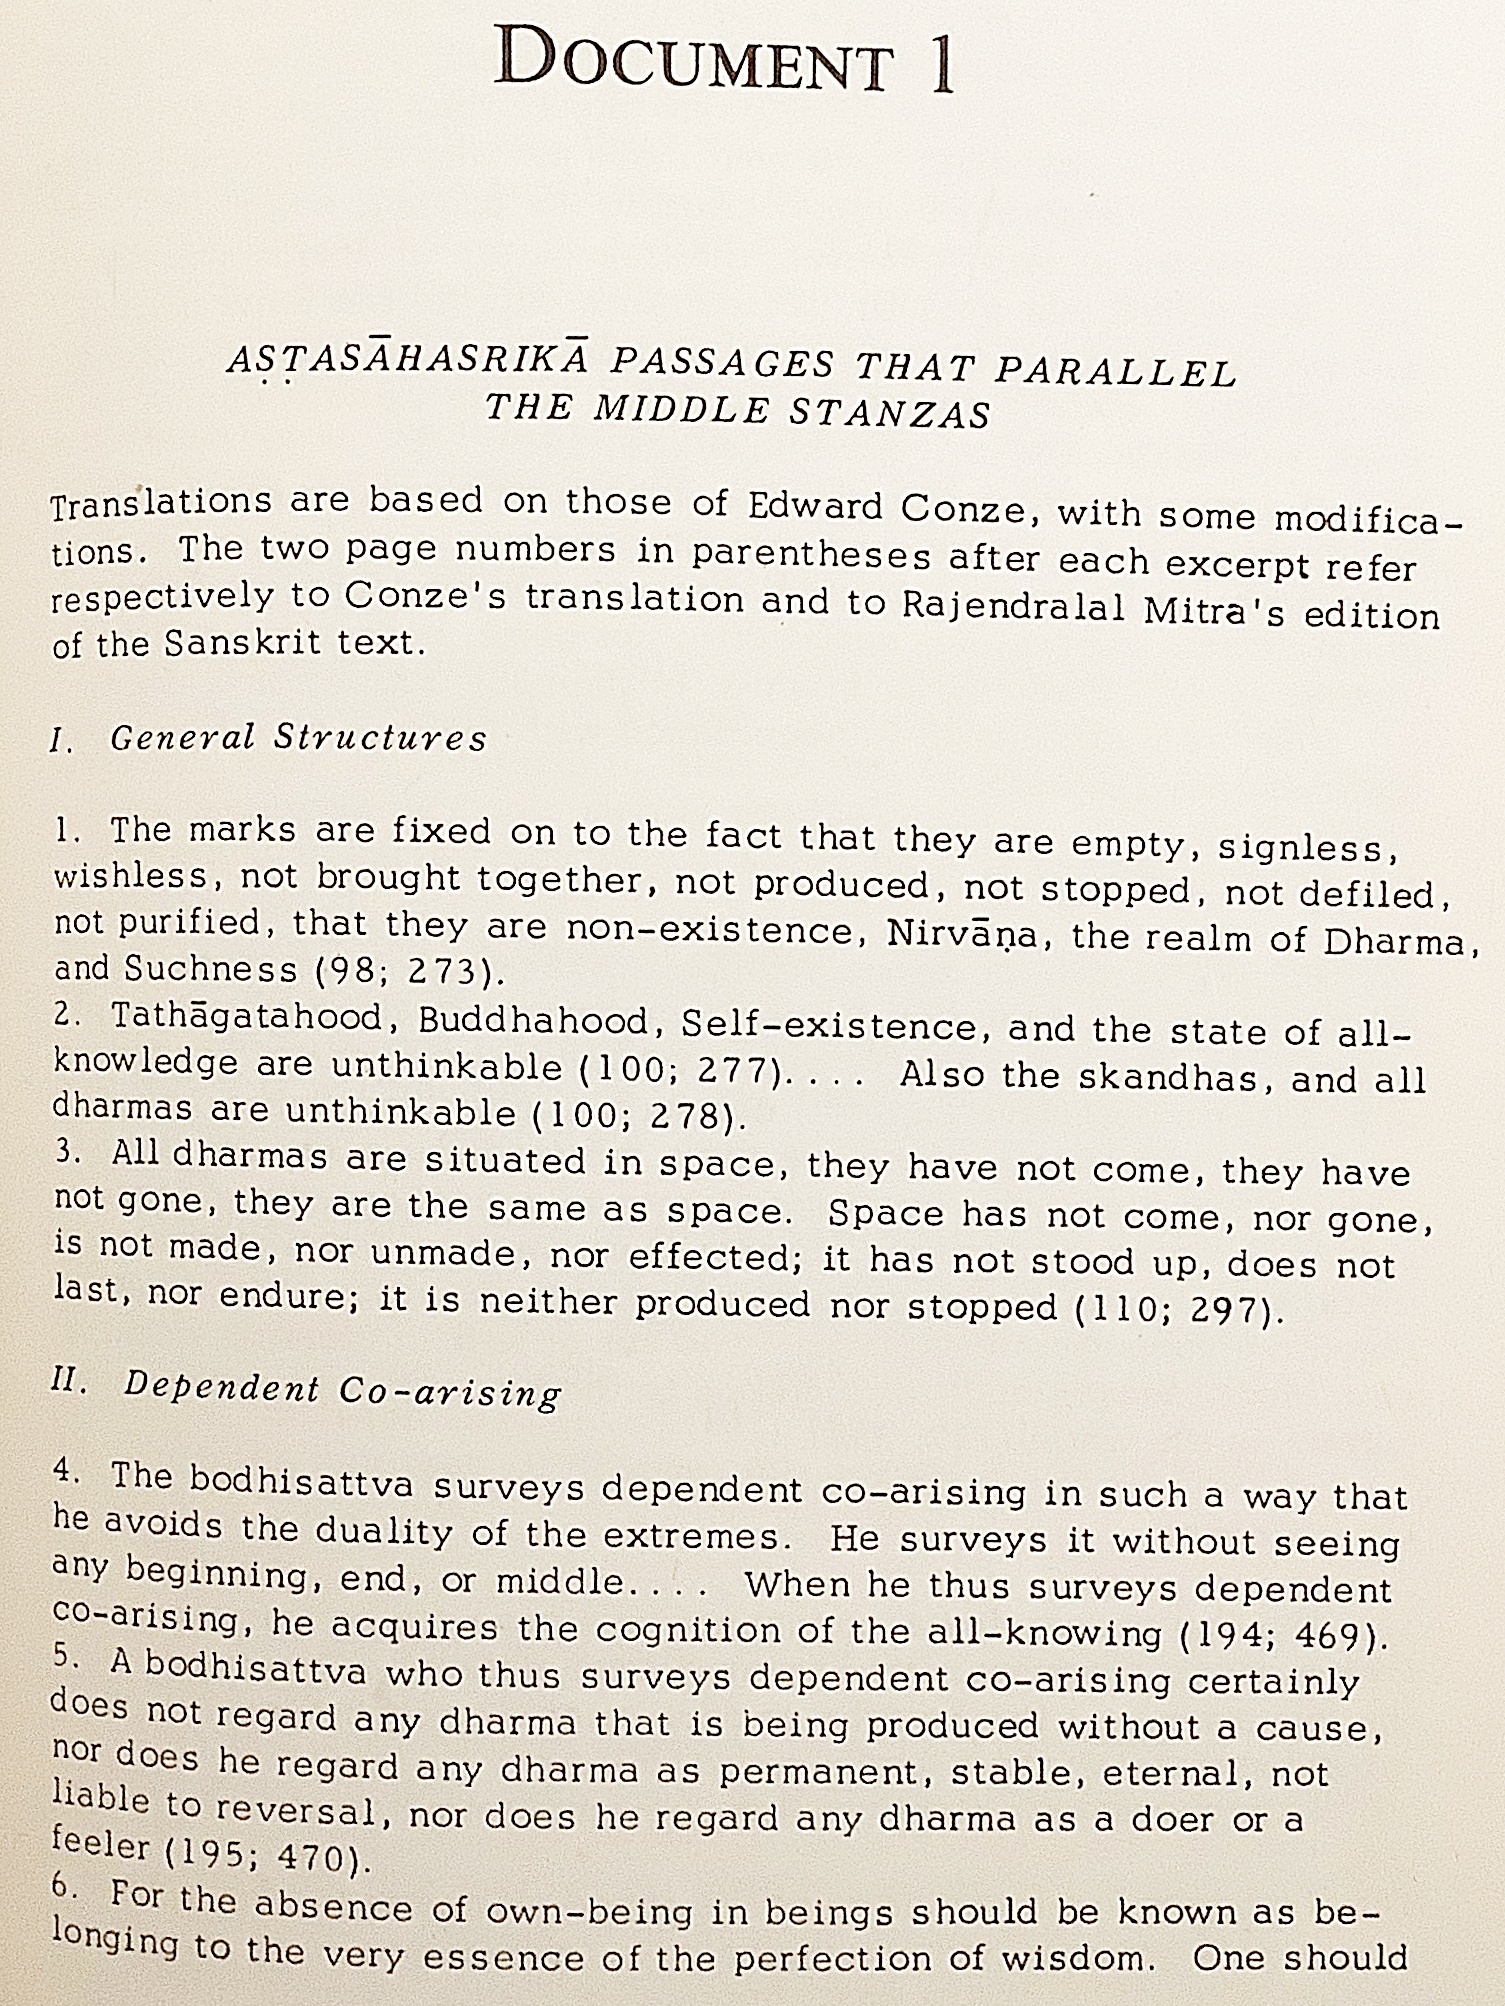 DOCUMENT 1
AṢṬASĀHASRIKĀ PASSAGES THAT PARALLEL
THE MIDDLE STANZAS
Translations are based on those of Edward Conze, with some modifica-
tions. The two page numbers in parentheses after each excerpt refer
respectively to Conze's translation and to Rajendralal Mitra's edition
of the Sanskrit text.
I. General Structures
1. The marks are fixed on to the fact that they are empty, signless,
wishless, not brought together, not produced, not stopped, not defiled,
not purified, that they are non-existence, Nirvāṇa, the realm of Dharma,
and Suchness (98; 273).
2. Tathāgatahood, Buddhahood, Self-existence, and the state of all-
knowledge are unthinkable (100; 277).... Also the skandhas, and all
dharmas are unthinkable (100; 278).
3. All dharmas are situated in space, they have not come, they have
not gone, they are the same as space. Space has not come, nor gone,
is not made, nor unmade, nor effected; it has not stood up, does not
last, nor endure; it is neither produced nor stopped (110; 297).
II. Dependent Co-arising
4. The bodhisattva surveys dependent co-arising in such a way that
he avoids the duality of the extremes. He surveys it without seeing
any beginning, end, or middle.... When he thus surveys dependent
co-arising, he acquires the cognition of the all-knowing (194; 469).
5. A bodhisattva who thus surveys dependent co-arising certainly
does not regard any dharma that is being produced without a cause,
nor does he regard any dharma as permanent, stable, eternal, not
liable to reversal, nor does he regard any dharma as a doer or a
feeler (195; 470).
6. For the absence of own-being in beings should be known as be-
longing to the very essence of the perfection of wisdom. One should